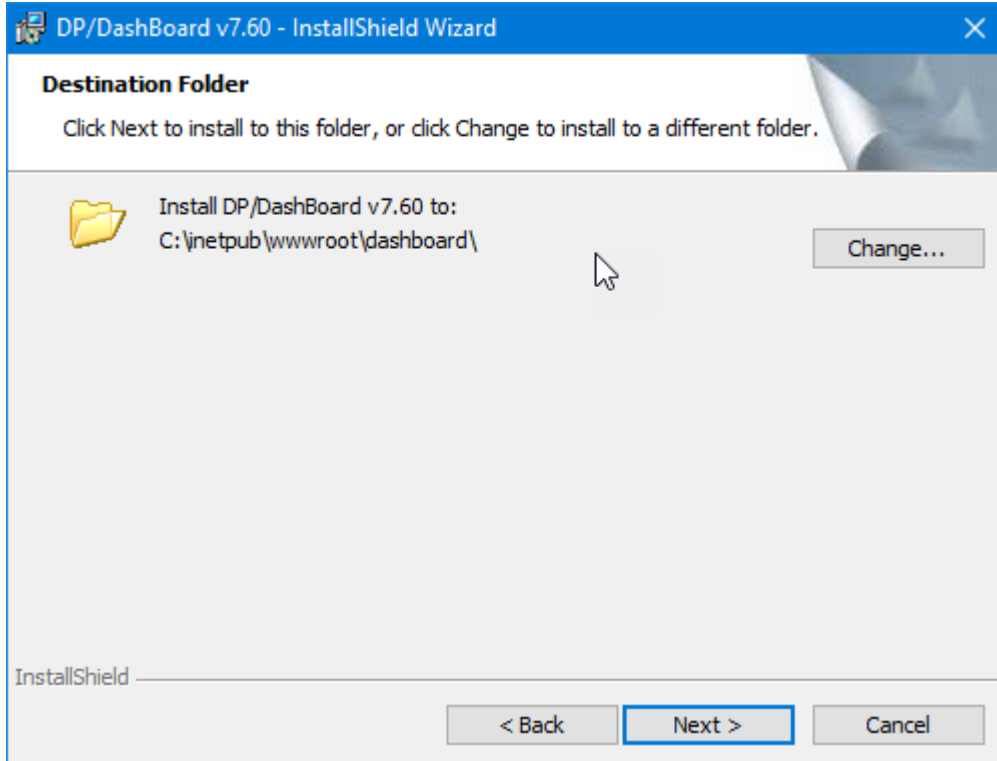 DP/DashBoard v7.60 - InstallShield Wizard
Destination Folder
Click Next to install to this folder, or click Change to install to a different folder.
Install DP/DashBoard v7.60 to:
C:\inetpub\wwwroot\dashboard\
Change...
InstallShield
< Back
Next >
Cancel